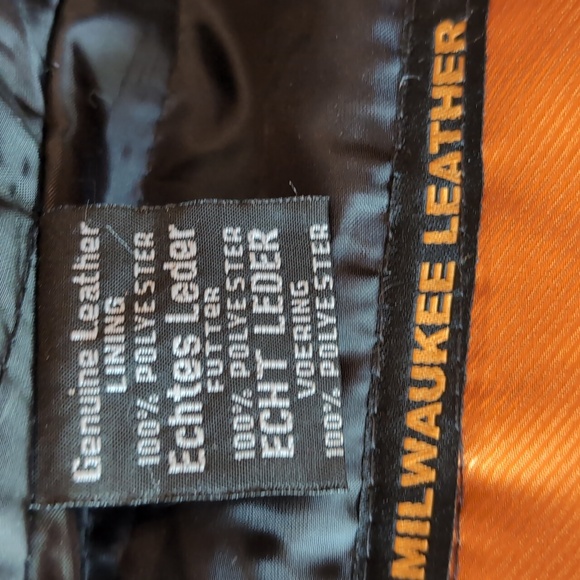 Genuine Leather
LINING
100% POLYESTER
Echtes Leder
FUTTER
100% POLYESTER
ECHT LEDER
VOERING
100% POLYESTER
MILWAUKEE LEATHER